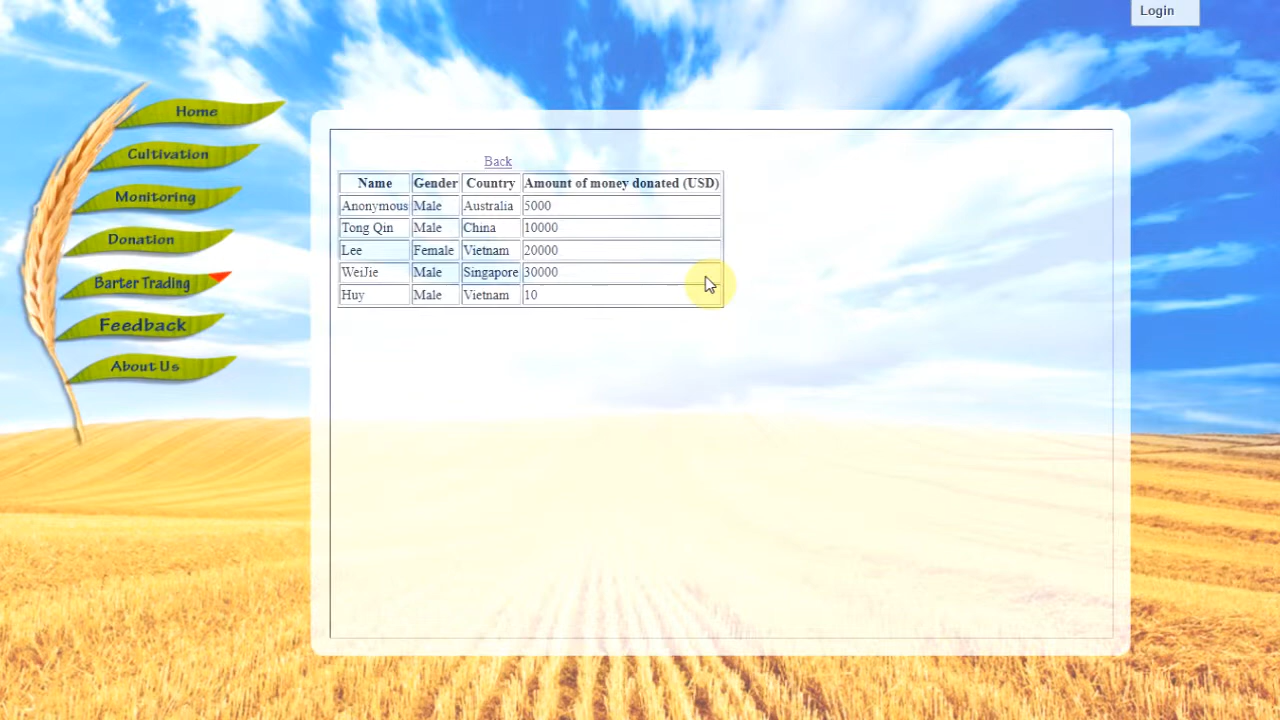 Login
Home
Cultivation
Monitoring
Donation
Barter Trading
Feedback
About Us
Back
Name Gender Country Amount of money donated (USD)
Anonymous Male Australia 5000
Tong Qin Male China 10000
Lee Female Vietnam 20000
WeiJie Male Singapore 30000
Huy Male Vietnam 10